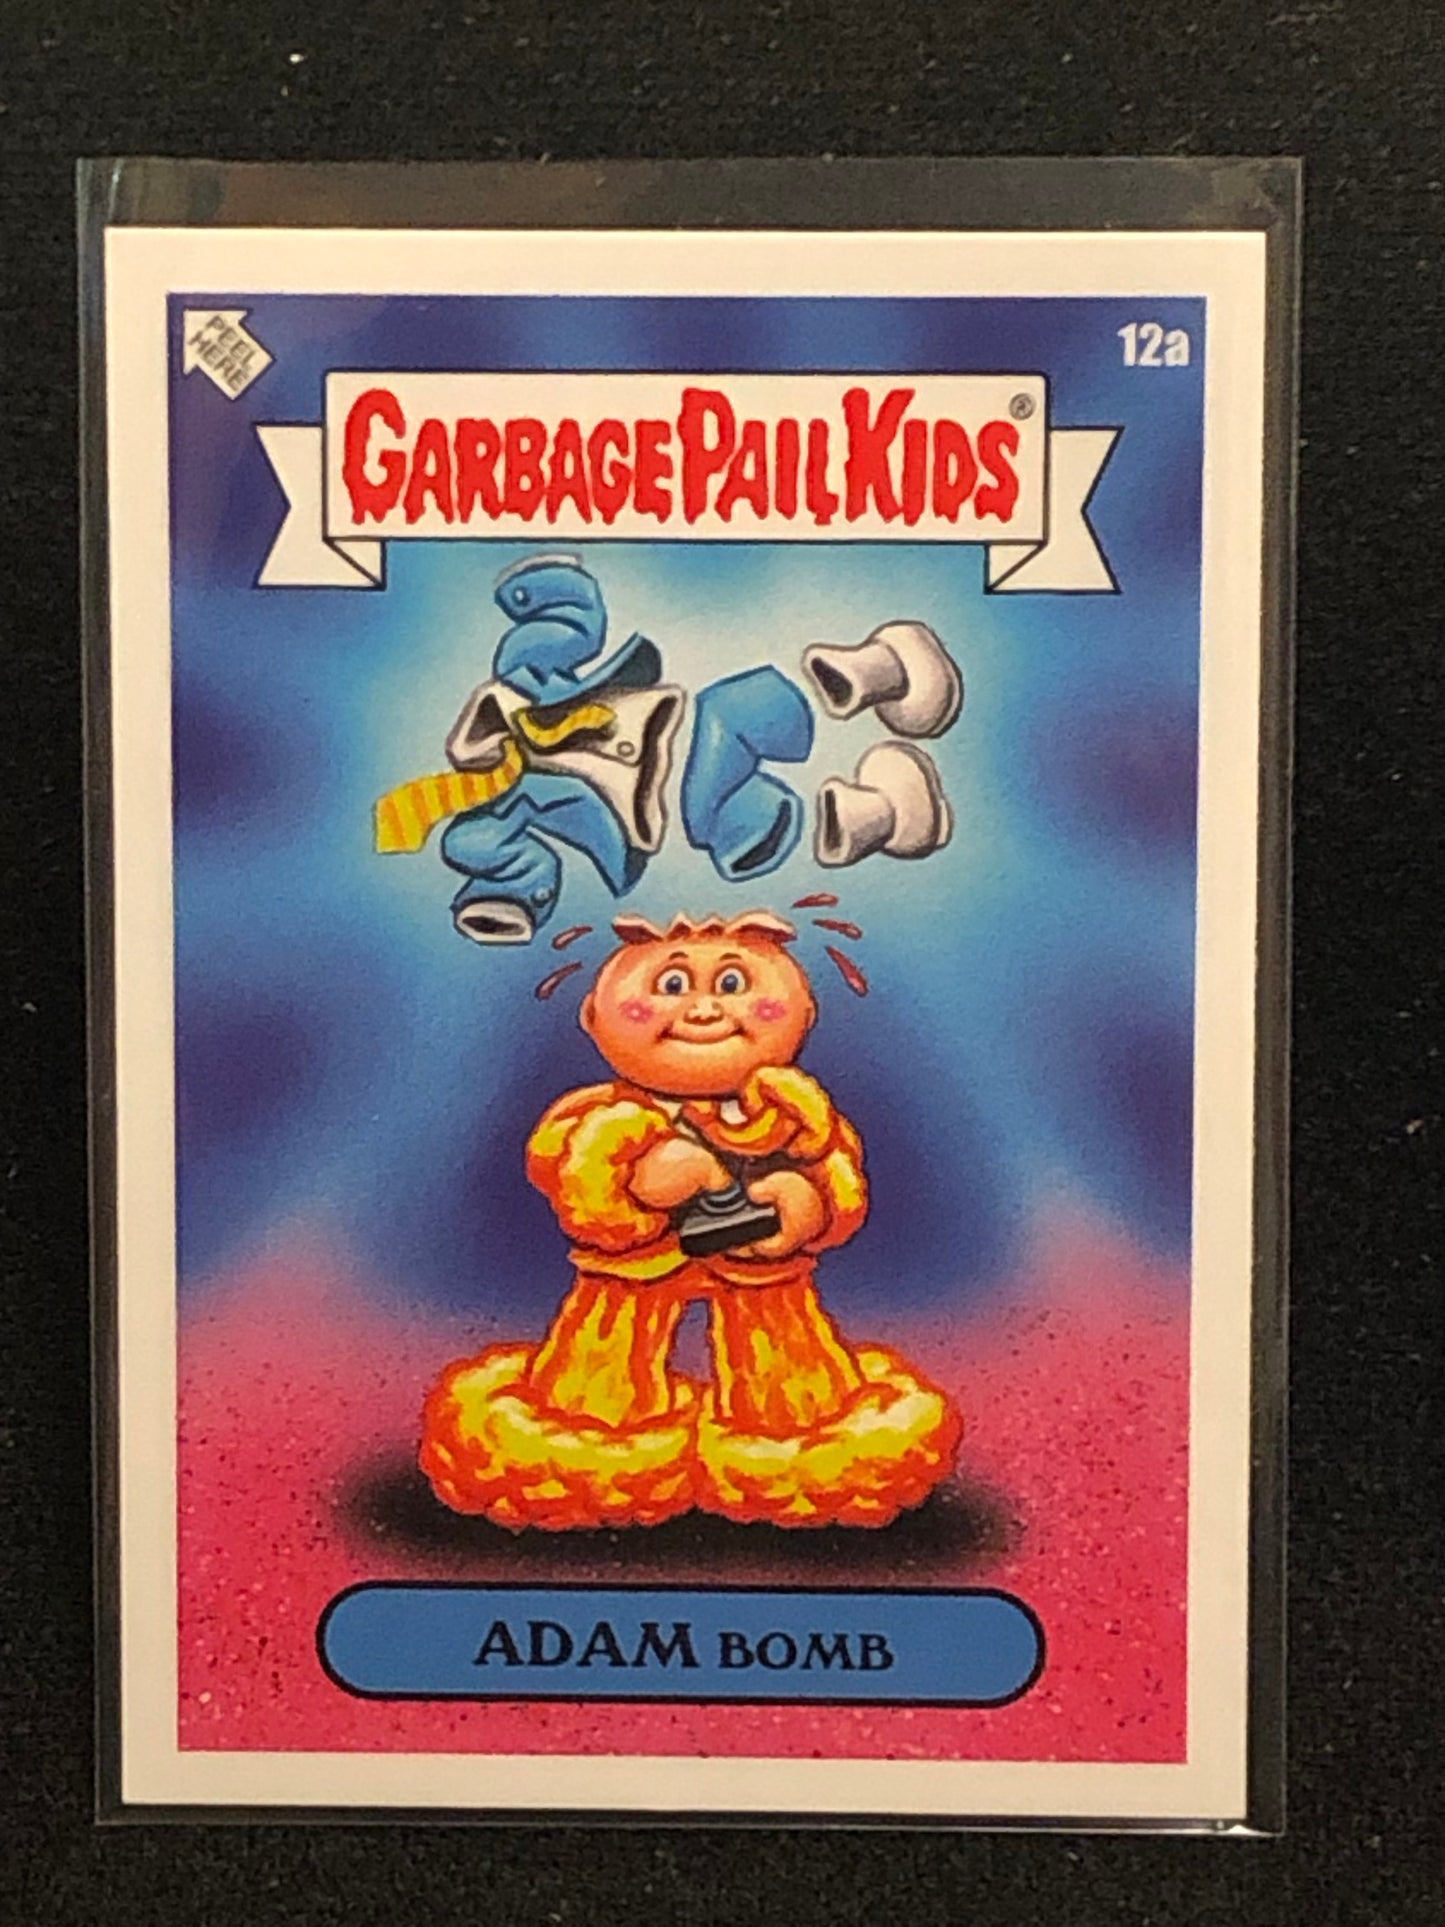 PEEL
HERE
12a
GARBAGE PAIL KIDS®
ADAM BOMB